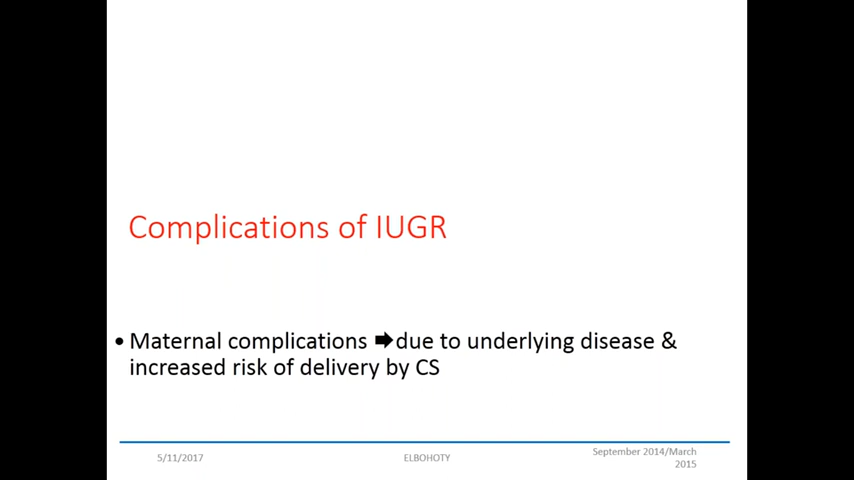 Complications of IUGR
• Maternal complications 🡆due to underlying disease &
increased risk of delivery by CS
5/11/2017
ELBOHOTY
September 2014/March
2015